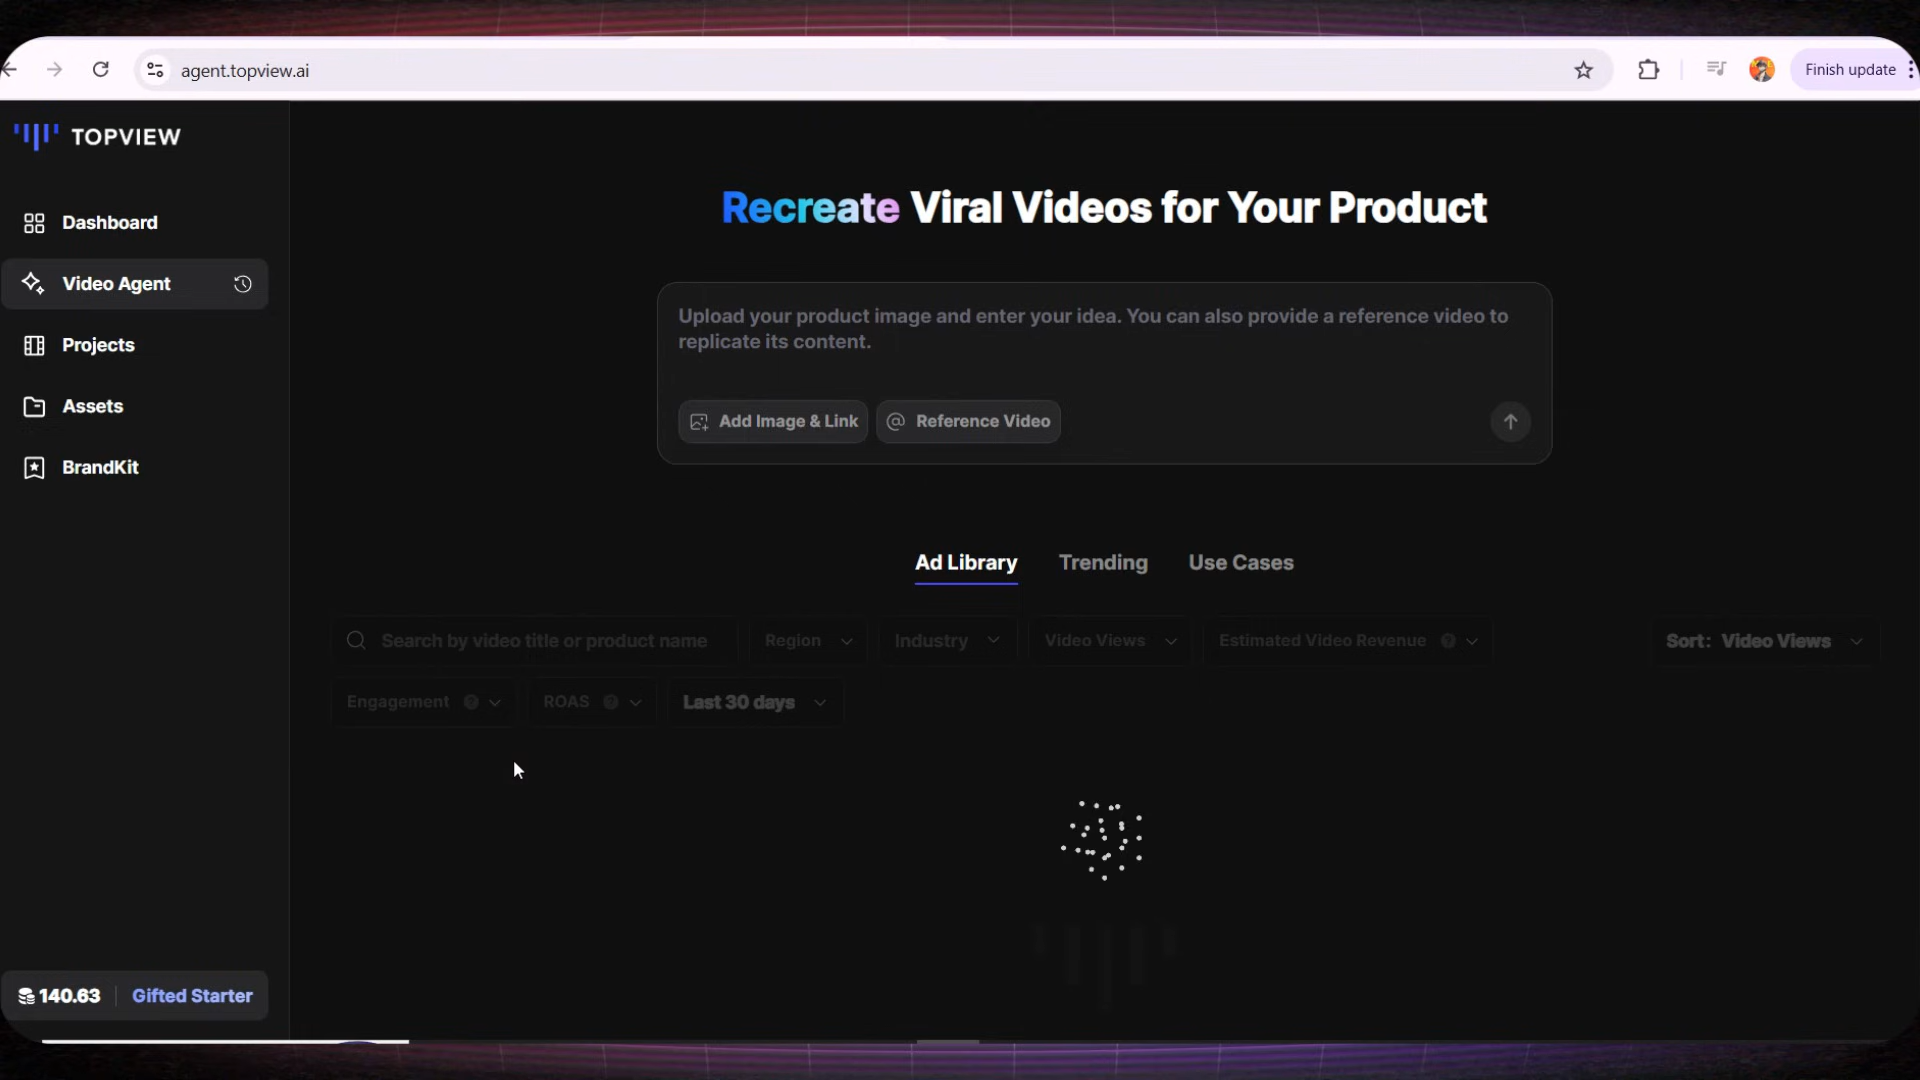 agent.topview.ai
Finish update
TOPVIEW
Dashboard
Video Agent
Projects
Assets
BrandKit
140.63
Gifted Starter
Recreate Viral Videos for Your Product
Upload your product image and enter your idea. You can also provide a reference video to
replicate its content.
Add Image & Link
Reference Video
Ad Library
Trending
Use Cases
Search by video title or product name
Region
Industry
Video Views
Estimated Video Revenue
Sort: Video Views
Engagement
ROAS
Last 30 days